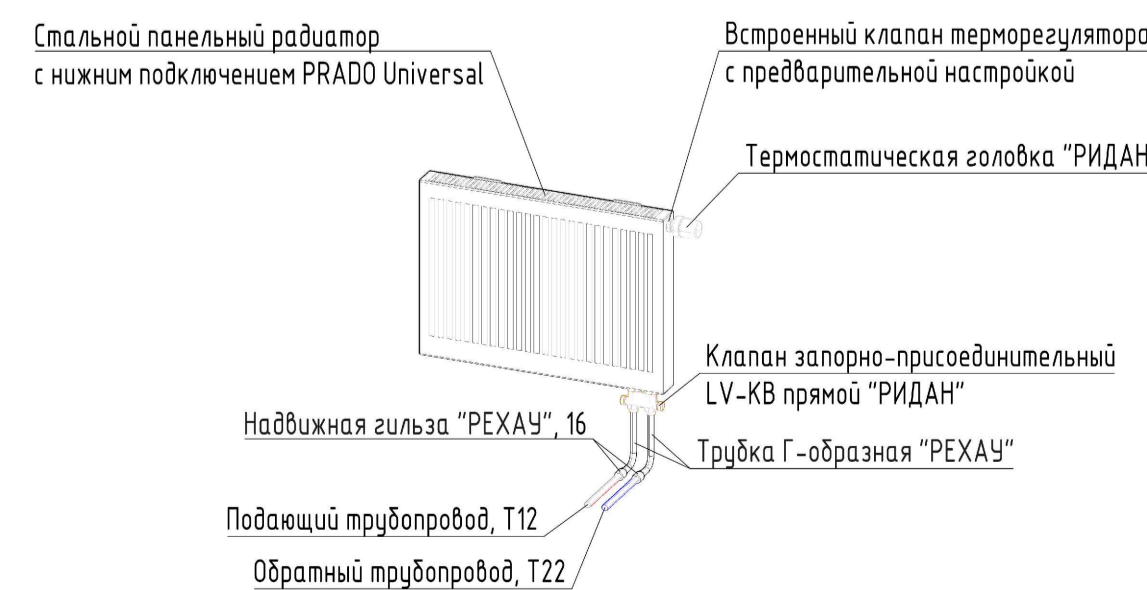 Стальной панельный радиатор
с нижним подключением PRADO Universal
Встроенный клапан терморегулятора
с предварительной настройкой
Термостатическая головка "РИДАН
Клапан запорно-присоединительный
LV-КВ прямой "РИДАН"
Надвижная гильза "РЕХАУ", 16
Трубка Г-образная "РЕХАУ"
Подающий трубопровод, Т12
Обратный трубопровод, Т22